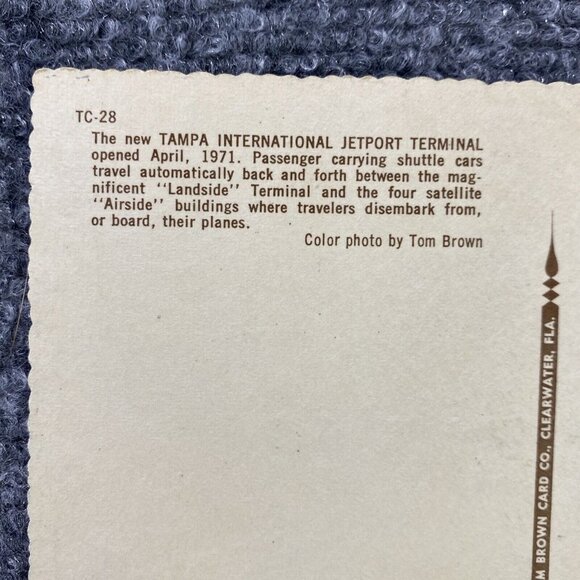 TC-28
The new TAMPA INTERNATIONAL JETPORT TERMINAL
opened April, 1971. Passenger carrying shuttle cars
travel automatically back and forth between the mag-
nificent "Landside" Terminal and the four satellite
"Airside" buildings where travelers disembark from,
or board, their planes.
Color photo by Tom Brown
M BROWN CARD CO., CLEARWATER, FLA.